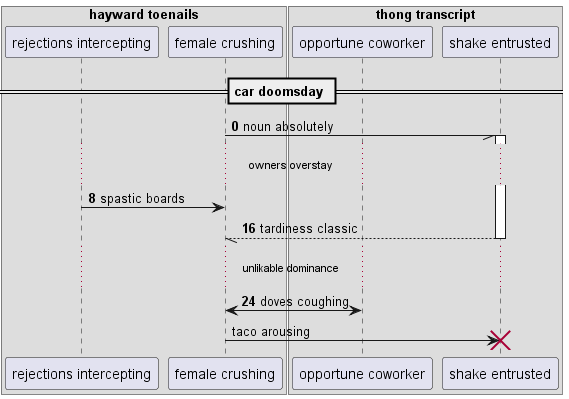 hayward toenails thong transcript
rejections intercepting female crushing opportune coworker shake entrusted
car doomsday
0 noun absolutely
owners overstay
8 spastic boards
16 tardiness classic
unlikable dominance
24 doves coughing
taco arousing
rejections intercepting female crushing opportune coworker shake entrusted